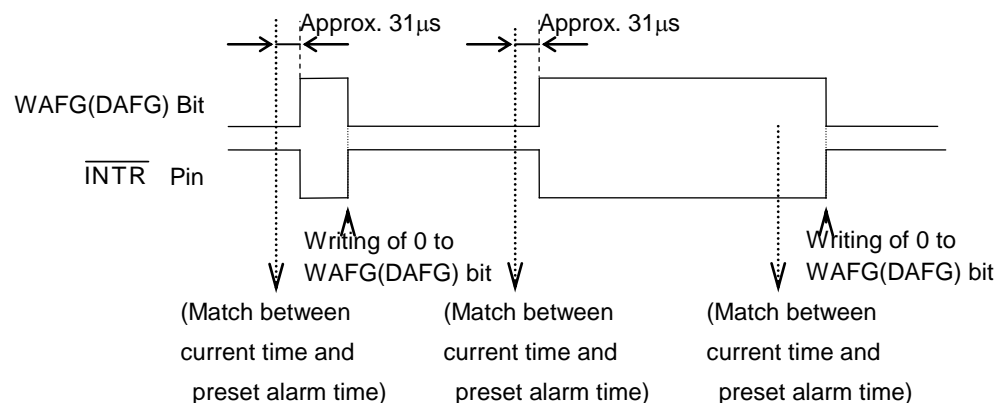 Approx. 31μs
Approx. 31μs
WAFG(DAFG) Bit
INTR Pin
Writing of 0 to
WAFG(DAFG) bit
Writing of 0 to
WAFG(DAFG) bit
(Match between
current time and
preset alarm time)
(Match between
current time and
preset alarm time)
(Match between
current time and
preset alarm time)